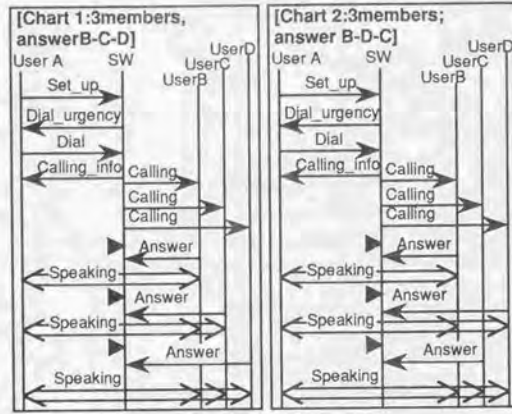 [Chart 1:3members,
answerB-C-D]
UserD
UserC
User A
SW
UserB
Set_up
Dial_urgency
Dial
Calling_info
Calling
Calling
Calling
Answer
Speaking
Answer
Speaking
Answer
Speaking
[Chart 2:3members;
answer B-D-C]
UserD
UserC
User A
SW
UserB
Set_up
Dial_urgency
Dial
Calling_info
Calling
Calling
Calling
Answer
Speaking
Answer
Speaking
Answer
Speaking